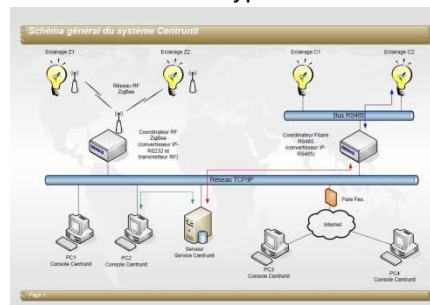 Schéma général du système Centrunit
Eclairage Z1
Eclairage Z2
Eclairage C1
Eclairage C2
Réseau RF
ZigBee
Bus RS485
Coordinateur RF
ZigBee
(convertisseur IP-
RS232 et
transmetteur RF)
Coordinateur Filaire
RS485
(convertisseur IP-
RS485)
Réseau TCP/IP
Pare Feu
Internet
PC1
Console Centrunit
PC2
Console Centrunit
Serveur
Service Centrunit
PC3
Console Centrunit
PC4
Console Centrunit
Page 1